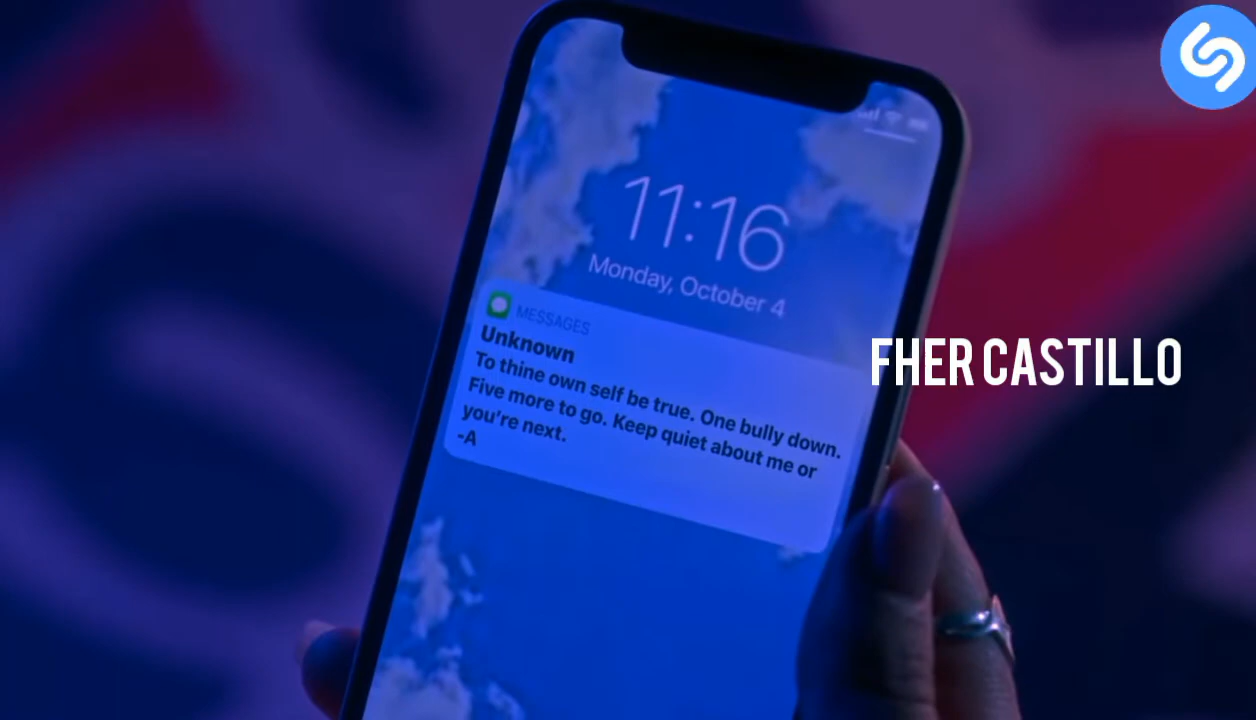 11:16
Monday, October 4
MESSAGES
Unknown
To thine own self be true. One bully down.
Five more to go. Keep quiet about me or
you're next.
-A
FHER CASTILLO